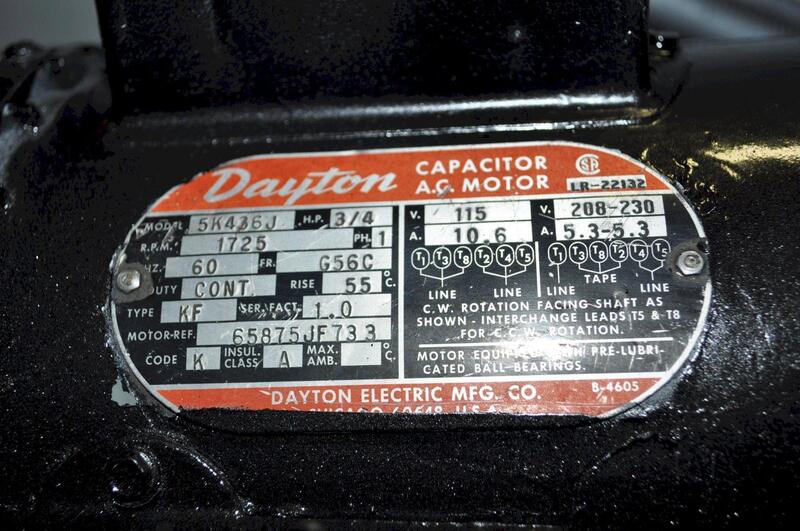 Dayton CAPACITOR A.C. MOTOR SA LR-22132
MODEL 5K436J H.P. 3/4
R.P.M. 1725 PH. 1
HZ. 60 FR. G56C
DUTY CONT. RISE 55 °C.
TYPE KF SER. FACT. 1.0
MOTOR-REF. 65875JF733
CODE K INSUL. CLASS A MAX. AMB. °C.
V. 115 V. 208-230
A. 10.6 A. 5.3-5.3
T1 T3 T8 T2 T4 T5 T1 T3 T8 T2 T4 T5
LINE LINE LINE TAPE LINE
C.W. ROTATION FACING SHAFT AS
SHOWN - INTERCHANGE LEADS T5 & T8
FOR C.C.W. ROTATION.
MOTOR EQUIPPED WITH PRE-LUBRI-
CATED BALL BEARINGS.
DAYTON ELECTRIC MFG. CO. B-4605
CHICAGO 60648 U.S.A.